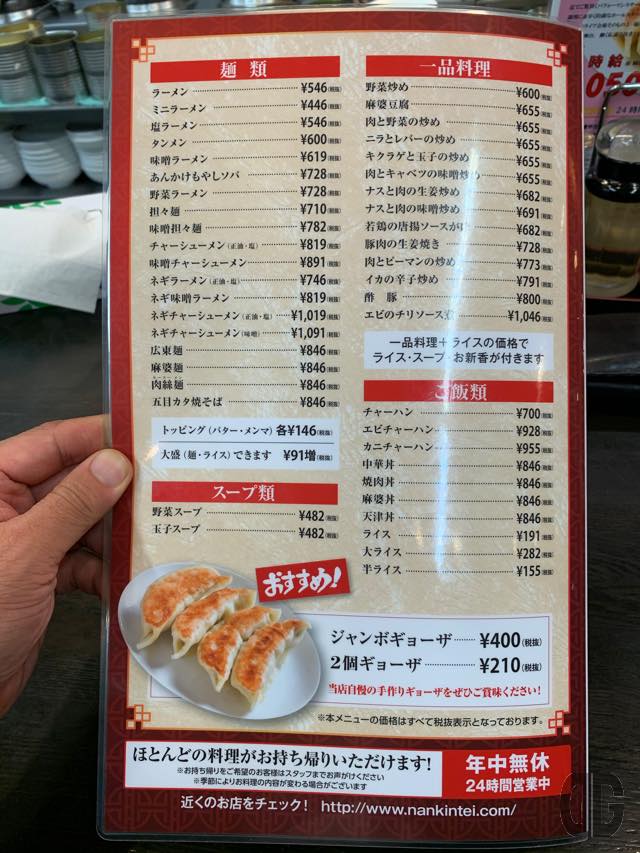 麺 類
ラーメン ¥546(税抜)
ミニラーメン ¥446(税抜)
塩ラーメン ¥546(税抜)
タンメン ¥600(税抜)
味噌ラーメン ¥619(税抜)
あんかけもやしソバ ¥728(税抜)
野菜ラーメン ¥728(税抜)
担々麺 ¥710(税抜)
味噌担々麺 ¥782(税抜)
チャーシューメン(正油・塩) ¥819(税抜)
味噌チャーシューメン ¥891(税抜)
ネギラーメン(正油・塩) ¥746(税抜)
ネギ味噌ラーメン ¥819(税抜)
ネギチャーシューメン(正油・塩) ¥1,019(税抜)
ネギチャーシューメン(味噌) ¥1,091(税抜)
広東麺 ¥846(税抜)
麻婆麺 ¥846(税抜)
肉絲麺 ¥846(税抜)
五目カタ焼そば ¥846(税抜)
トッピング(バター・メンマ) 各¥146(税抜)
大盛(麺・ライス)できます ¥91増(税抜)
スープ類
野菜スープ ¥482(税抜)
玉子スープ ¥482(税抜)
一品料理
野菜炒め ¥600(税抜)
麻婆豆腐 ¥655(税抜)
肉と野菜の炒め ¥655(税抜)
ニラとレバーの炒め ¥655(税抜)
キクラゲと玉子の炒め ¥655(税抜)
肉とキャベツの味噌炒め ¥655(税抜)
ナスと肉の生姜炒め ¥682(税抜)
ナスと肉の味噌炒め ¥691(税抜)
若鶏の唐揚ソースがけ ¥682(税抜)
豚肉の生姜焼き ¥728(税抜)
肉とピーマンの炒め ¥773(税抜)
イカの辛子炒め ¥791(税抜)
酢 豚 ¥800(税抜)
エビのチリソース煮 ¥1,046(税抜)
一品料理+ライスの価格で
ライス・スープ・お新香が付きます
ご飯類
チャーハン ¥700(税抜)
エビチャーハン ¥928(税抜)
カニチャーハン ¥955(税抜)
中華丼 ¥846(税抜)
焼肉丼 ¥846(税抜)
麻婆丼 ¥846(税抜)
天津丼 ¥846(税抜)
ライス ¥191(税抜)
大ライス ¥282(税抜)
半ライス ¥155(税抜)
おすすめ!
ジャンボギョーザ ¥400(税抜)
2個ギョーザ ¥210(税抜)
当店自慢の手作りギョーザをぜひご賞味ください!
※本メニューの価格はすべて税抜表示となっております。
ほとんどの料理がお持ち帰りいただけます!
※お持ち帰りをご希望のお客様はスタッフまでお声がけください
※季節によりお料理の内容が変わる場合がございます
年中無休
24時間営業中
近くのお店をチェック! http://www.nankintei.com/
時給
050
24時